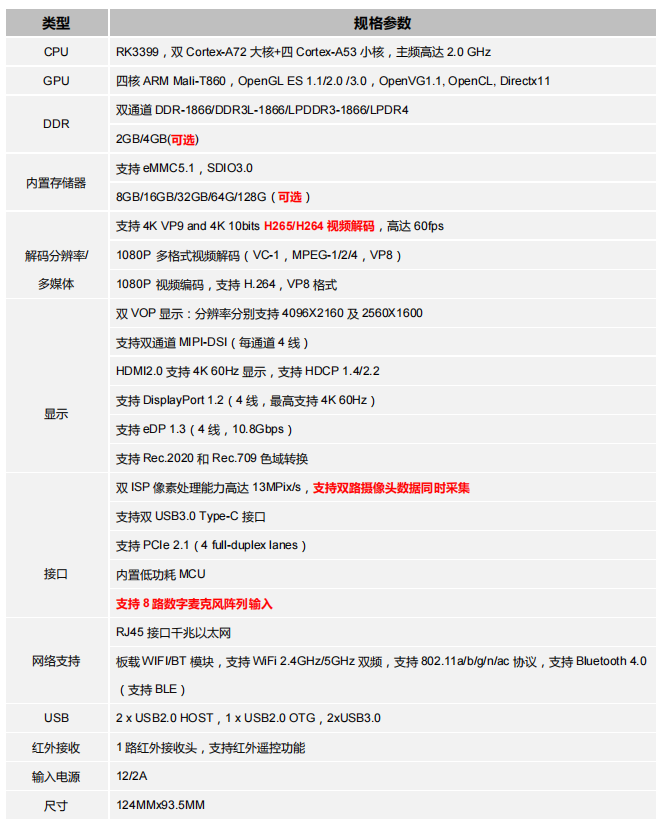 类型 规格参数
CPU RK3399，双 Cortex-A72 大核+四 Cortex-A53 小核，主频高达 2.0 GHz
GPU 四核 ARM Mali-T860，OpenGL ES 1.1/2.0 /3.0，OpenVG1.1, OpenCL, Directx11
DDR 双通道 DDR-1866/DDR3L-1866/LPDDR3-1866/LPDR4
2GB/4GB(可选)
内置存储器 支持 eMMC5.1，SDIO3.0
8GB/16GB/32GB/64G/128G（可选）
解码分辨率/多媒体 支持 4K VP9 and 4K 10bits H265/H264 视频解码，高达 60fps
1080P 多格式视频解码（VC-1，MPEG-1/2/4，VP8）
1080P 视频编码，支持 H.264，VP8 格式
显示 双 VOP 显示：分辨率分别支持 4096X2160 及 2560X1600
支持双通道 MIPI-DSI（每通道 4 线）
HDMI2.0 支持 4K 60Hz 显示，支持 HDCP 1.4/2.2
支持 DisplayPort 1.2（4 线，最高支持 4K 60Hz）
支持 eDP 1.3（4 线，10.8Gbps）
支持 Rec.2020 和 Rec.709 色域转换
接口 双 ISP 像素处理能力高达 13MPix/s，支持双路摄像头数据同时采集
支持双 USB3.0 Type-C 接口
支持 PCIe 2.1（4 full-duplex lanes）
内置低功耗 MCU
支持 8 路数字麦克风阵列输入
网络支持 RJ45 接口千兆以太网
板载 WIFI/BT 模块，支持 WiFi 2.4GHz/5GHz 双频，支持 802.11a/b/g/n/ac 协议，支持 Bluetooth 4.0
（支持 BLE）
USB 2 x USB2.0 HOST，1 x USB2.0 OTG，2xUSB3.0
红外接收 1 路红外接收头，支持红外遥控功能
输入电源 12/2A
尺寸 124MMx93.5MM